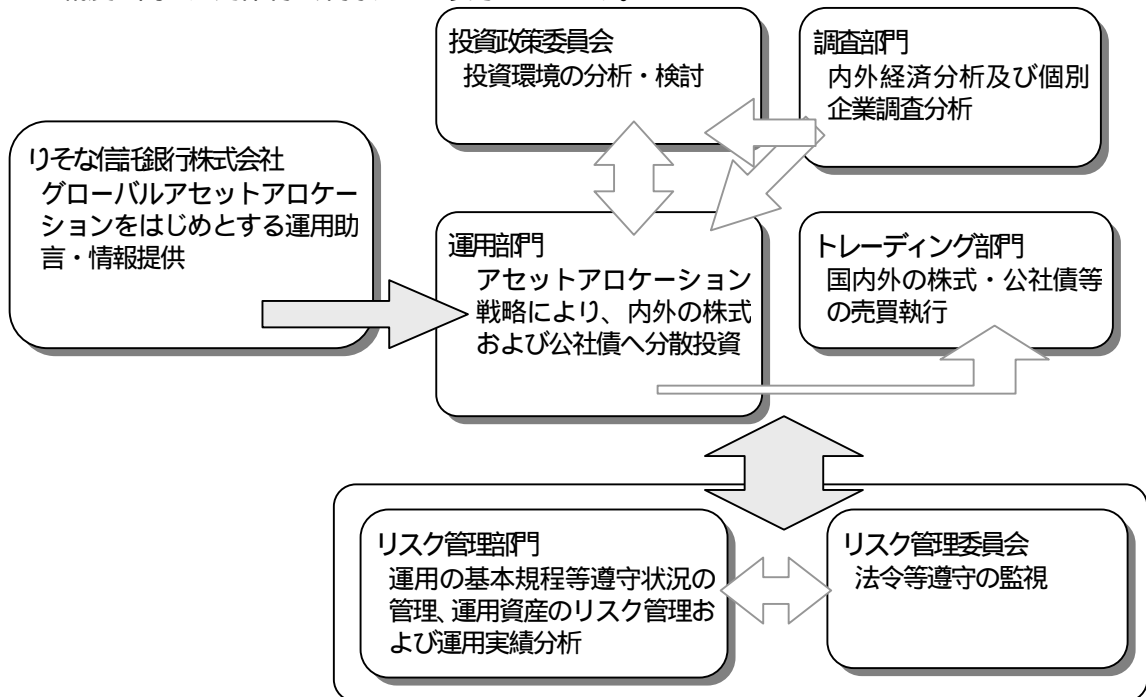 投資政策委員会
投資環境の分析・検討
調査部門
内外経済分析及び個別
企業調査分析
りそな信託銀行株式会社
グローバルアセットアロケー
ションをはじめとする運用助
言・情報提供
運用部門
アセットアロケーション
戦略により、内外の株式
および公社債へ分散投資
トレーディング部門
国内外の株式・公社債等
の売買執行
リスク管理部門
運用の基本規程等遵守状況の
管理、運用資産のリスク管理お
よび運用実績分析
リスク管理委員会
法令等遵守の監視